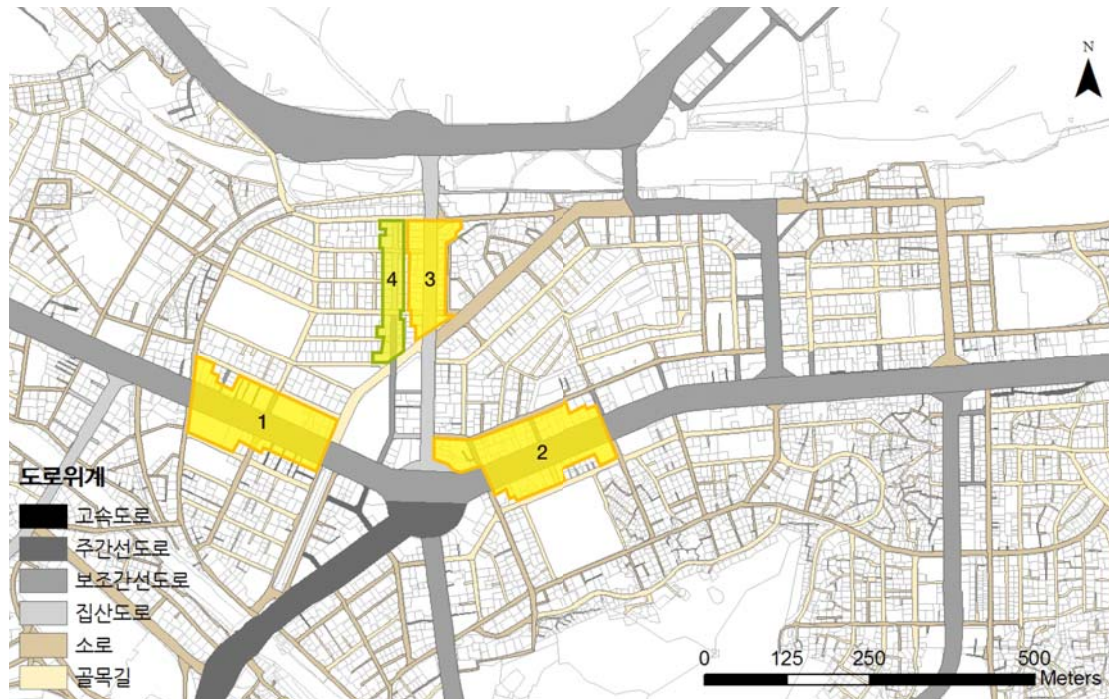 N
4
3
1
2
도로위계
고속도로
주간선도로
보조간선도로
집산도로
소로
골목길
0 125 250 500
Meters